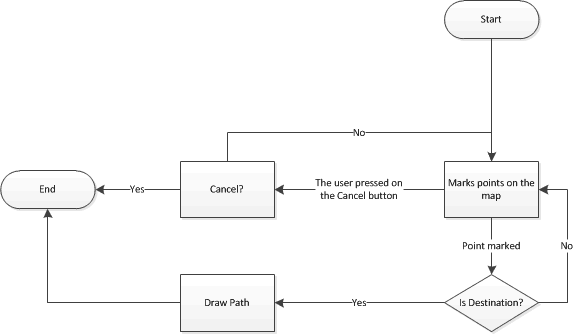 Start
No
End
Yes
Cancel?
The user pressed on
the Cancel button
Marks points on the
map
Point marked
No
Draw Path
Yes
Is Destination?